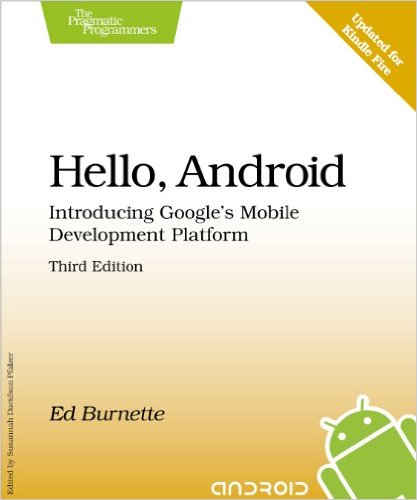 The
Pragmatic
Programmers
Updated for
Kindle Fire
Hello, Android
Introducing Google's Mobile
Development Platform
Third Edition
Ed Burnette
Edited by Susannah Davidson Pfalzer
ANDROID